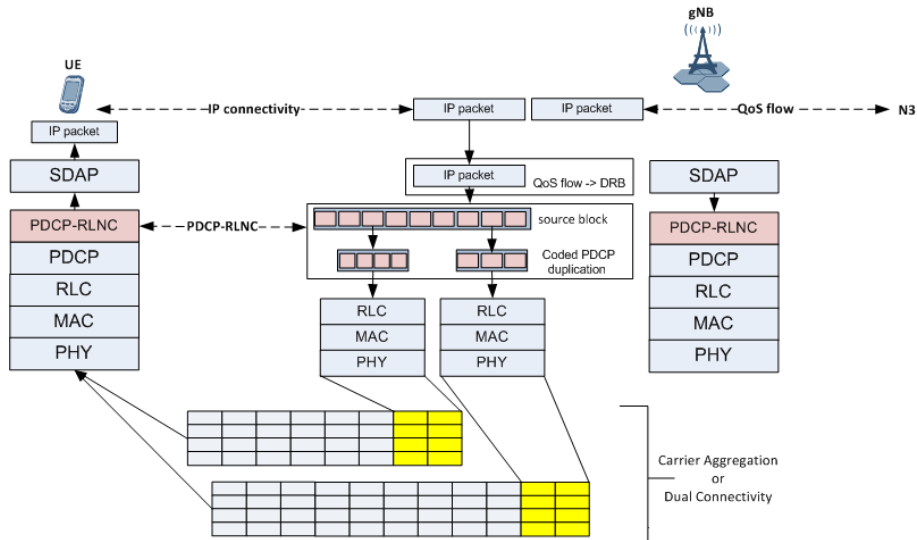 gNB
UE
IP connectivity
IP packet
IP packet
QoS flow
N3
IP packet
SDAP
IP packet
QoS flow -> DRB
SDAP
PDCP-RLNC
PDCP-RLNC
source block
PDCP-RLNC
PDCP
Coded PDCP
duplication
PDCP
RLC
RLC
RLC
RLC
MAC
MAC
MAC
MAC
PHY
PHY
PHY
PHY
Carrier Aggregation
or
Dual Connectivity